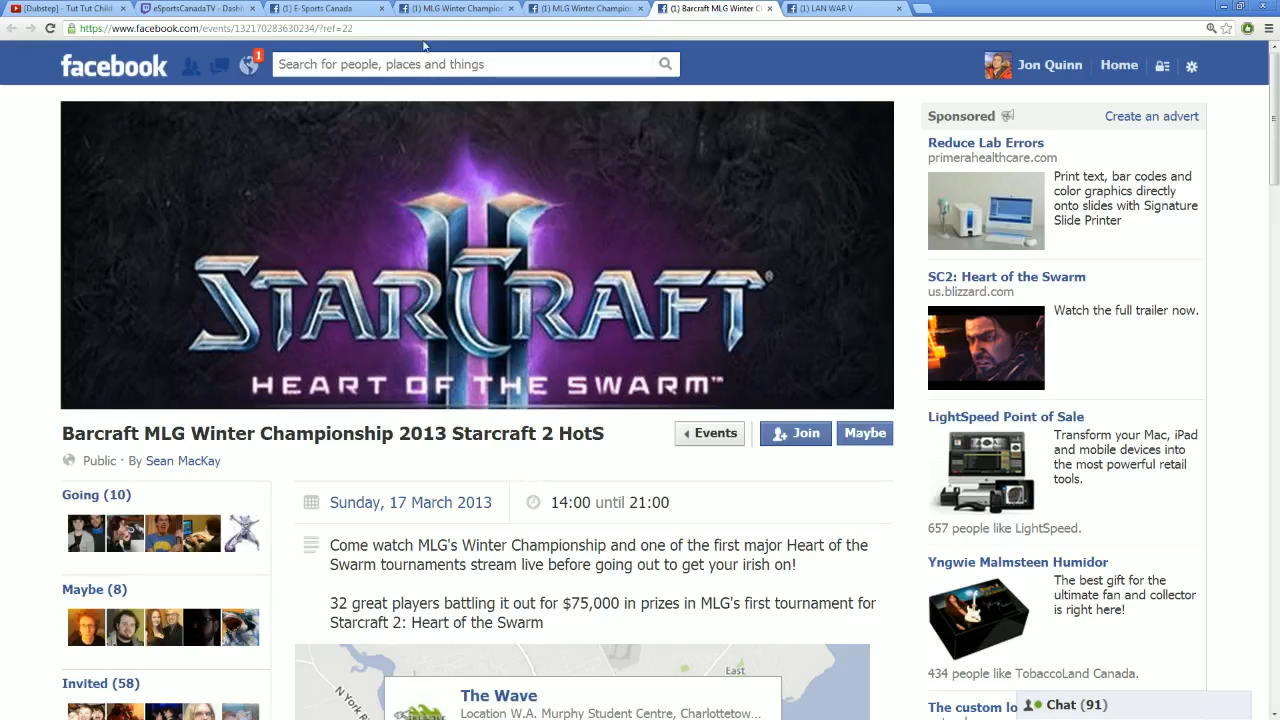 [Dubstep] - Tut Tut Child
eSportsCanadaTV - Dashb
(1) E-Sports Canada
(1) MLG Winter Champion
(1) MLG Winter Champion
(1) Barcraft MLG Winter C
(1) LAN WAR V
https://www.facebook.com/events/132170283630234/?ref=22
facebook
1
Search for people, places and things
Jon Quinn
Home
STARCRAFT®
II
HEART OF THE SWARM™
Barcraft MLG Winter Championship 2013 Starcraft 2 HotS
Events
Join
Maybe
Public · By Sean MacKay
Going (10)
Maybe (8)
Invited (58)
Sunday, 17 March 2013
14:00 until 21:00
Come watch MLG's Winter Championship and one of the first major Heart of the
Swarm tournaments stream live before going out to get your irish on!
32 great players battling it out for $75,000 in prizes in MLG's first tournament for
Starcraft 2: Heart of the Swarm
East
N York R
The Wave
Location W.A. Murphy Student Centre, Charlottetow...
Sponsored
Create an advert
Reduce Lab Errors
primerahealthcare.com
Print text, bar codes and
color graphics directly
onto slides with Signature
Slide Printer
SC2: Heart of the Swarm
us.blizzard.com
Watch the full trailer now.
LightSpeed Point of Sale
Transform your Mac, iPad
and mobile devices into
the most powerful retail
tools.
657 people like LightSpeed.
Yngwie Malmsteen Humidor
The best gift for the
ultimate fan and collector
is right here!
434 people like TobaccoLand Canada.
The custom lo
Chat (91)